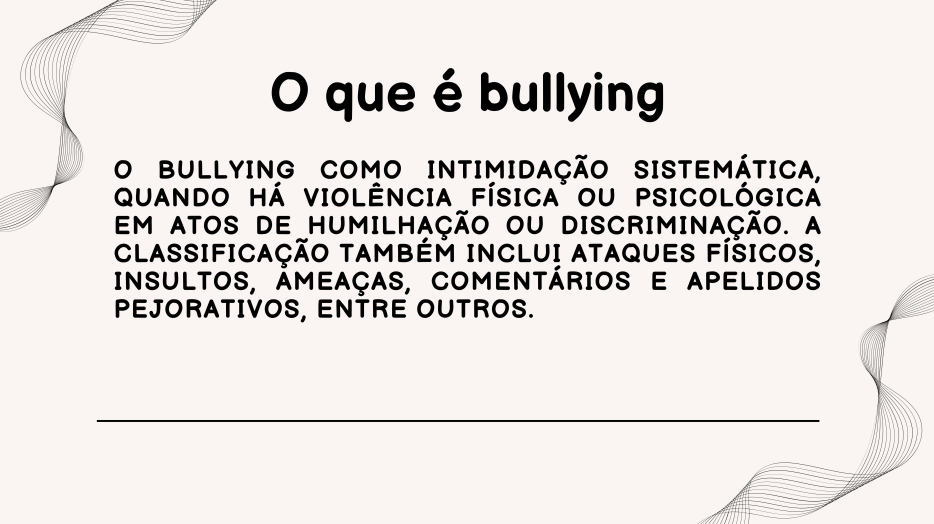 O que é bullying
O BULLYING COMO INTIMIDAÇÃO SISTEMÁTICA,
QUANDO HÁ VIOLÊNCIA FÍSICA OU PSICOLÓGICA
EM ATOS DE HUMILHAÇÃO OU DISCRIMINAÇÃO. A
CLASSIFICAÇÃO TAMBÉM INCLUI ATAQUES FÍSICOS,
INSULTOS, AMEAÇAS, COMENTÁRIOS E APELIDOS
PEJORATIVOS, ENTRE OUTROS.